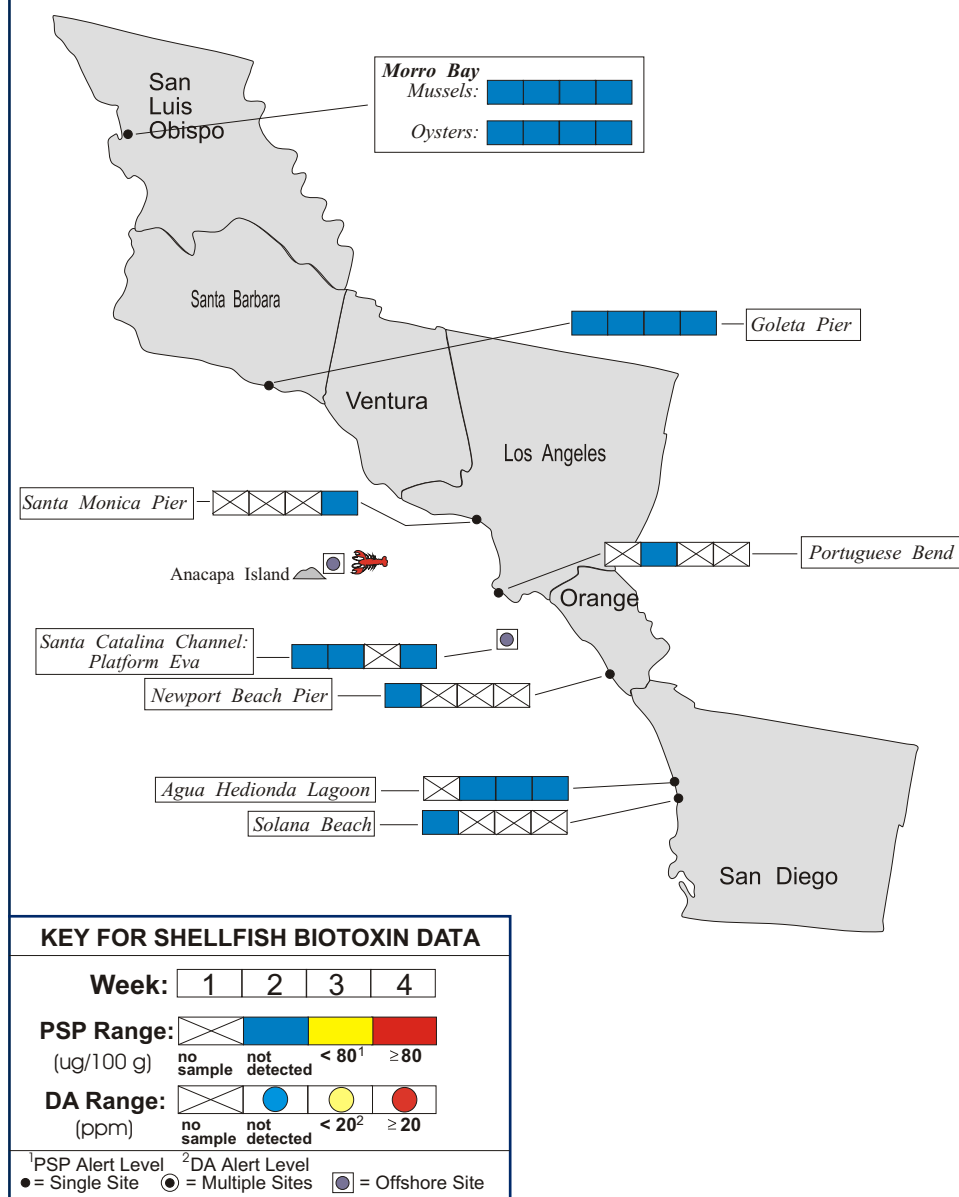 San
Luis
Obispo
Morro Bay
Mussels:
Oysters:
Santa Barbara
Goleta Pier
Ventura
Los Angeles
Santa Monica Pier
Portuguese Bend
Anacapa Island
Orange
Santa Catalina Channel:
Platform Eva
Newport Beach Pier
Agua Hedionda Lagoon
Solana Beach
San Diego
KEY FOR SHELLFISH BIOTOXIN DATA
Week: 1 2 3 4
PSP Range:
(ug/100 g)
no sample
not detected
< 80¹
≥80
DA Range:
(ppm)
no sample
not detected
< 20²
≥ 20
¹PSP Alert Level ²DA Alert Level
= Single Site = Multiple Sites = Offshore Site